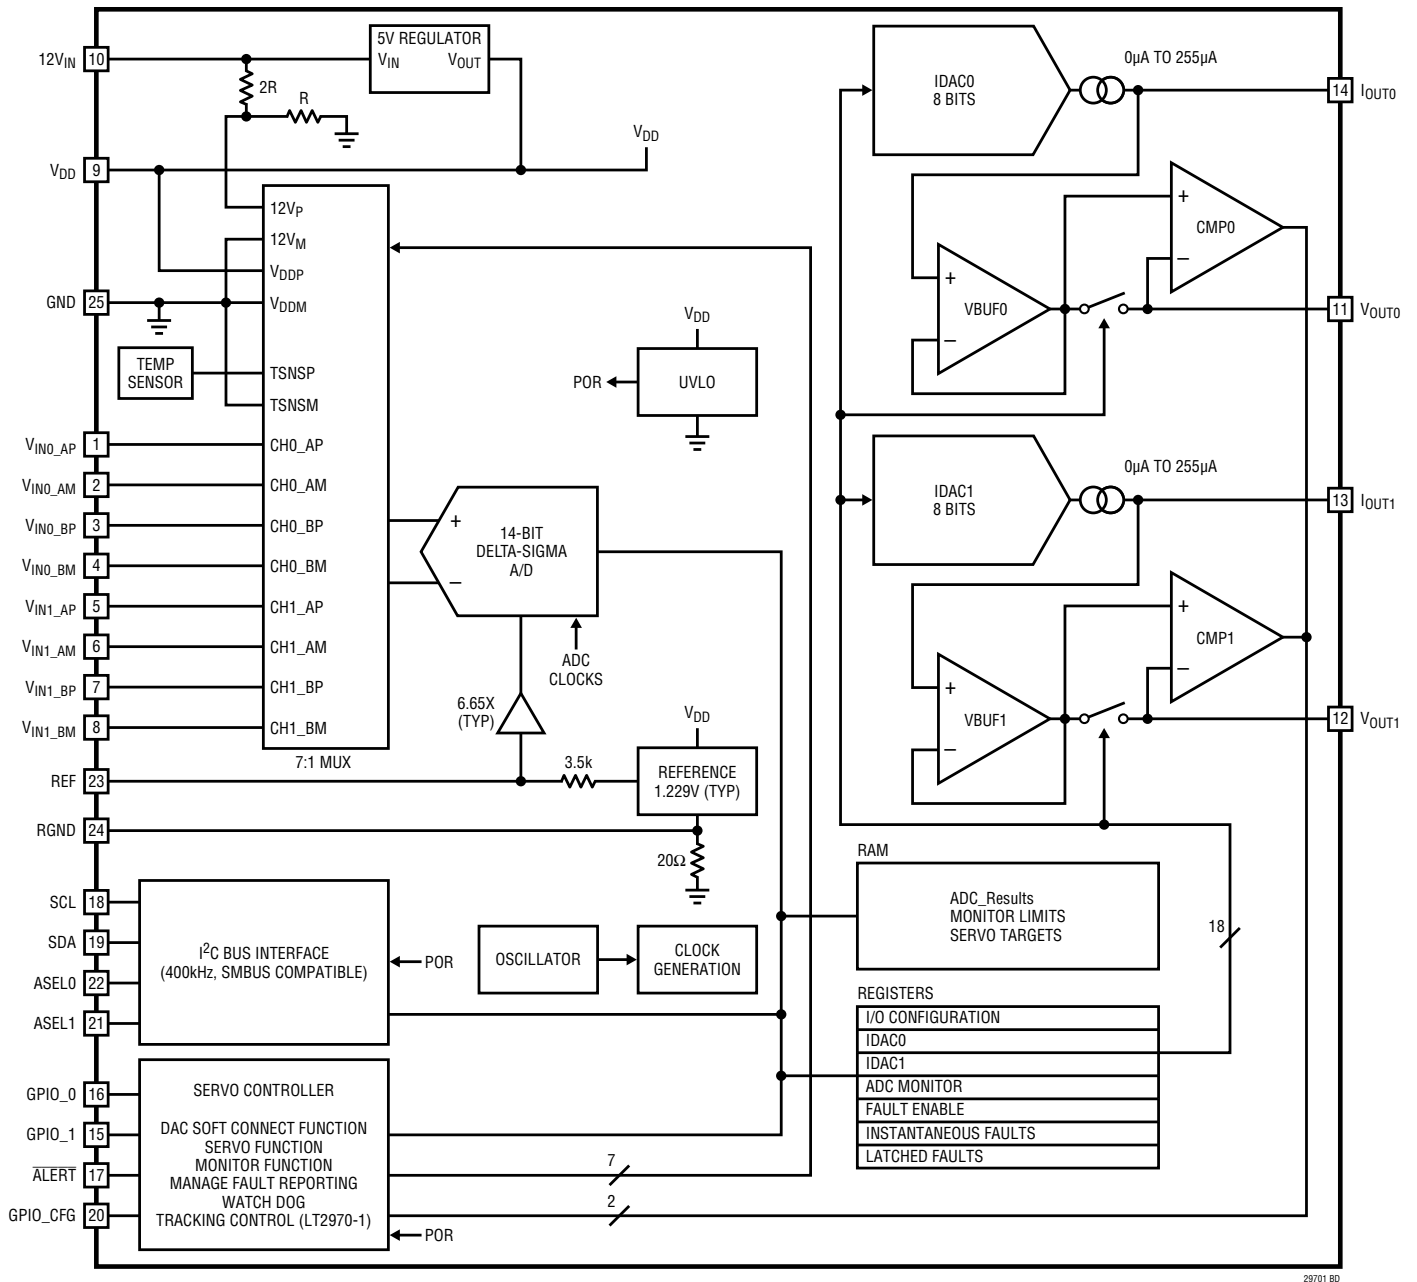 12VIN
10
5V REGULATOR
VIN
VOUT
2R
R
VDD
9
VDD
12VP
12VM
VDDP
GND
25
VDDM
TEMP
SENSOR
TSNSP
TSNSM
VIN0_AP
1
CH0_AP
VIN0_AM
2
CH0_AM
VIN0_BP
3
CH0_BP
VIN0_BM
4
CH0_BM
VIN1_AP
5
CH1_AP
VIN1_AM
6
CH1_AM
VIN1_BP
7
CH1_BP
VIN1_BM
8
CH1_BM
7:1 MUX
VDD
POR
UVLO
+
–
14-BIT
DELTA-SIGMA
A/D
ADC
CLOCKS
6.65X
(TYP)
REF
23
3.5k
VDD
REFERENCE
1.229V (TYP)
RGND
24
20Ω
SCL
18
SDA
19
ASEL0
22
ASEL1
21
I2C BUS INTERFACE
(400kHz, SMBUS COMPATIBLE)
POR
OSCILLATOR
CLOCK
GENERATION
GPIO_0
16
GPIO_1
15
ALERT
17
GPIO_CFG
20
SERVO CONTROLLER
DAC SOFT CONNECT FUNCTION
SERVO FUNCTION
MONITOR FUNCTION
MANAGE FAULT REPORTING
WATCH DOG
TRACKING CONTROL (LT2970-1)
POR
7
2
IDAC0
8 BITS
0µA TO 255µA
14
IOUT0
+
–
CMP0
+
–
VBUF0
11
VOUT0
IDAC1
8 BITS
0µA TO 255µA
13
IOUT1
+
–
CMP1
+
–
VBUF1
12
VOUT1
RAM
ADC_Results
MONITOR LIMITS
SERVO TARGETS
18
REGISTERS
I/O CONFIGURATION
IDAC0
IDAC1
ADC MONITOR
FAULT ENABLE
INSTANTANEOUS FAULTS
LATCHED FAULTS
29701 BD